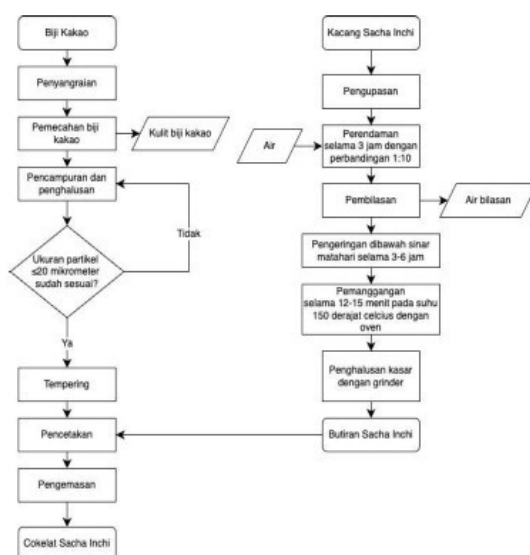 Biji Kakao
Penyangraian
Pemecahan biji
kakao
Kulit biji kakao
Pencampuran dan
penghalusan
Tidak
Ukuran partikel
≤20 mikrometer
sudah sesuai?
Ya
Tempering
Pencetakan
Pengemasan
Cokelat Sacha Inchi
Kacang Sacha Inchi
Pengupasan
Air
Perendaman
selama 3 jam dengan
perbandingan 1:10
Pembilasan
Air bilasan
Pengeringan dibawah sinar
matahari selama 3-6 jam
Pemanggangan
selama 12-15 menit pada suhu
150 derajat celcius dengan
oven
Penghalusan kasar
dengan grinder
Butiran Sacha Inchi